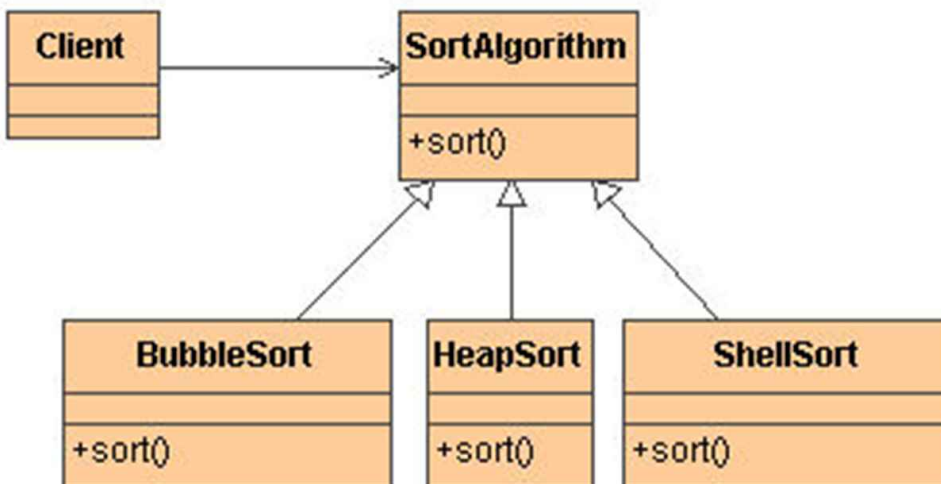 Client
SortAlgorithm
+sort()
BubbleSort
HeapSort
ShellSort
+sort()
+sort()
+sort()